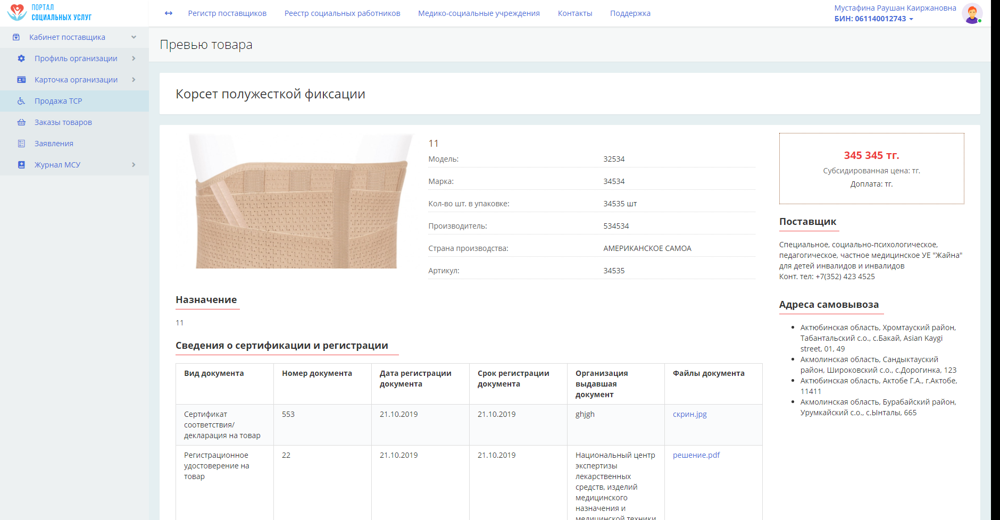 ПОРТАЛ
СОЦИАЛЬНЫХ УСЛУГ
Регистр поставщиков
Реестр социальных работников
Медико-социальные учреждения
Контакты
Поддержка
Мустафина Раушан Каиржановна
БИН: 061140012743
Кабинет поставщика
Профиль организации
Карточка организации
Продажа ТСР
Заказы товаров
Заявления
Журнал МСУ
Превью товара
Корсет полужесткой фиксации
11
Модель: 32534
Марка: 34534
Кол-во шт. в упаковке: 34535 шт
Производитель: 534534
Страна производства: АМЕРИКАНСКОЕ САМОА
Артикул: 34535
345 345 тг.
Субсидированная цена: тг.
Доплата: тг.
Поставщик
Специальное, социально-психологическое,
педагогическое, частное медицинское УЕ "Жайна"
для детей инвалидов и инвалидов
Конт. тел: +7(352) 423 4525
Адреса самовывоза
Актюбинская область, Хромтауский район,
Табантальский с.о., с.Бакай, Asian Kaygi
street, 01, 49
Акмолинская область, Сандыктауский
район, Широковский с.о., с.Дорогинка, 123
Актюбинская область, Актобе Г.А., г.Актобе,
11411
Акмолинская область, Бурабайский район,
Урумкайский с.о., с.Ынталы, 665
Назначение
11
Сведения о сертификации и регистрации
Вид документа
Номер документа
Дата регистрации
документа
Срок регистрации
документа
Организация
выдавшая
документ
Файлы документа
Сертификат
соответствия/
декларация на товар
553
21.10.2019
21.10.2019
ghjgh
скрин.jpg
Регистрационное
удостоверение на
товар
22
21.10.2019
21.10.2019
Национальный центр
экспертизы
лекарственных
средств, изделий
медицинского
назначения и
медицинской техники
решение.pdf